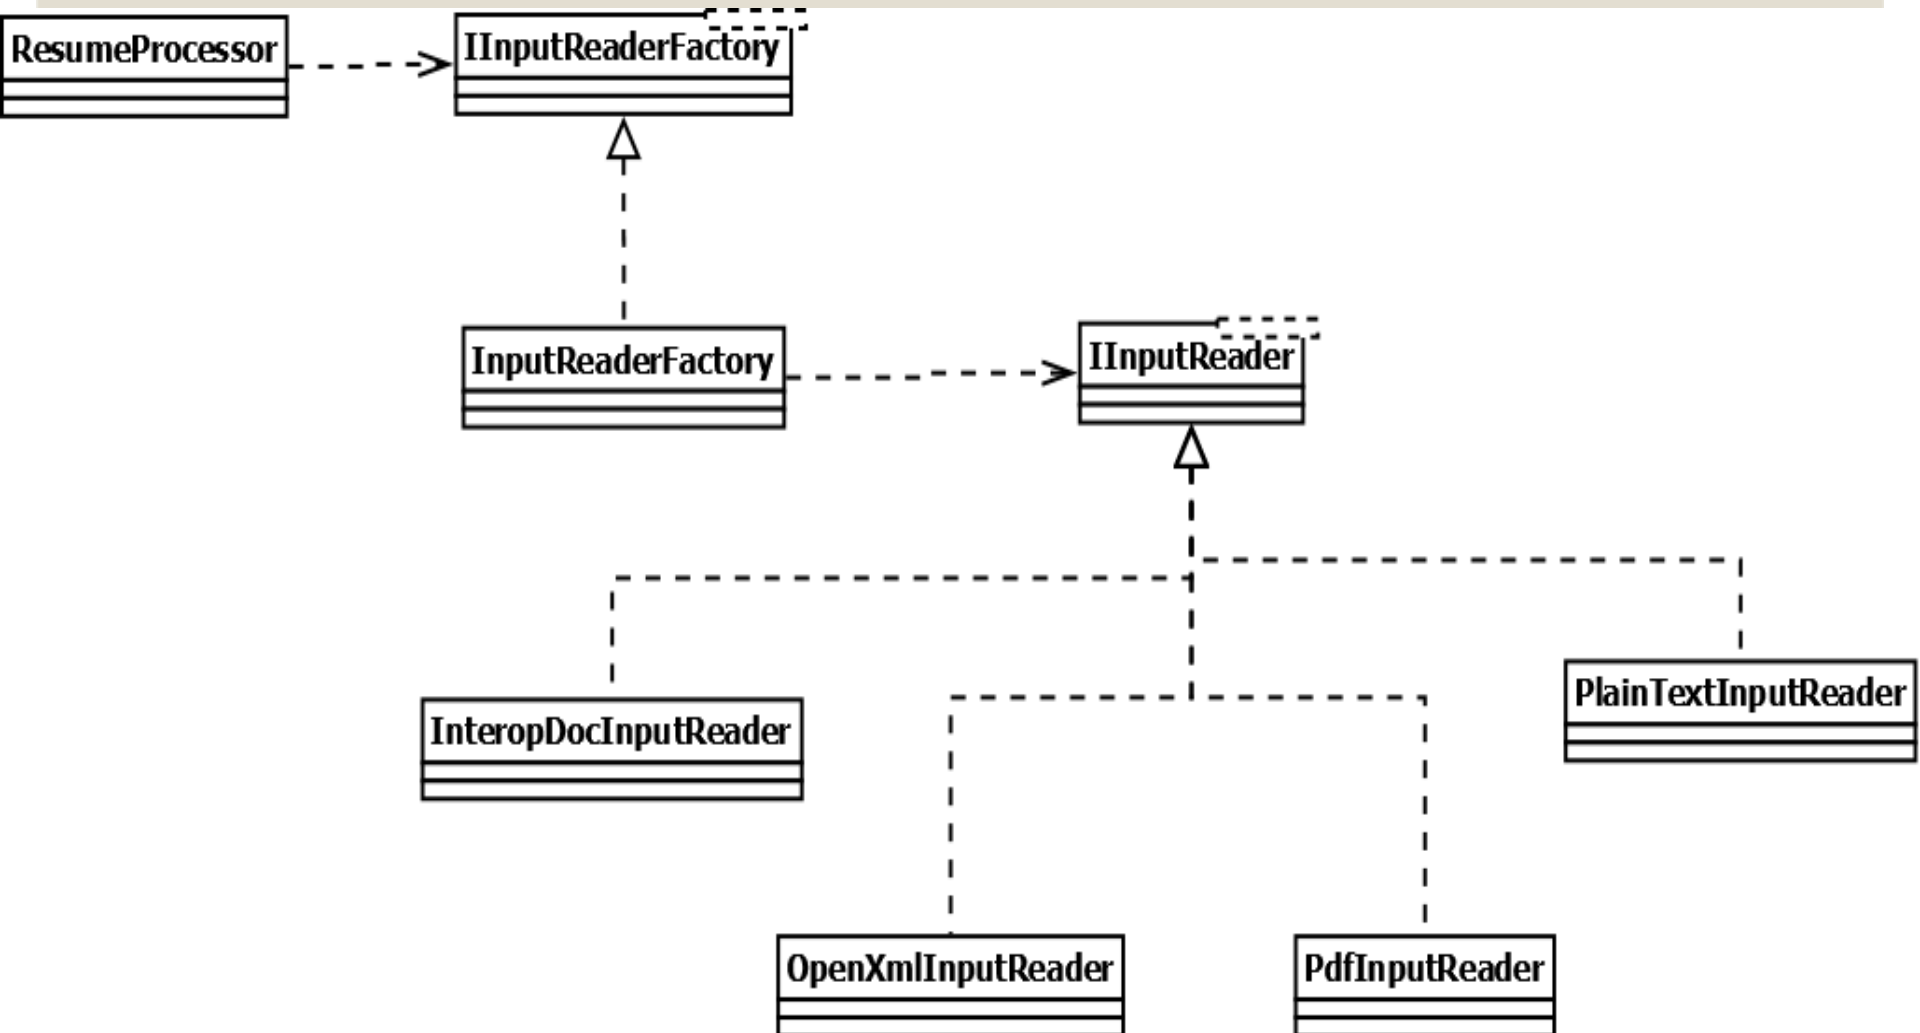 ResumeProcessor
IInputReaderFactory
InputReaderFactory
IInputReader
InteropDocInputReader
PlainTextInputReader
OpenXmlInputReader
PdfInputReader